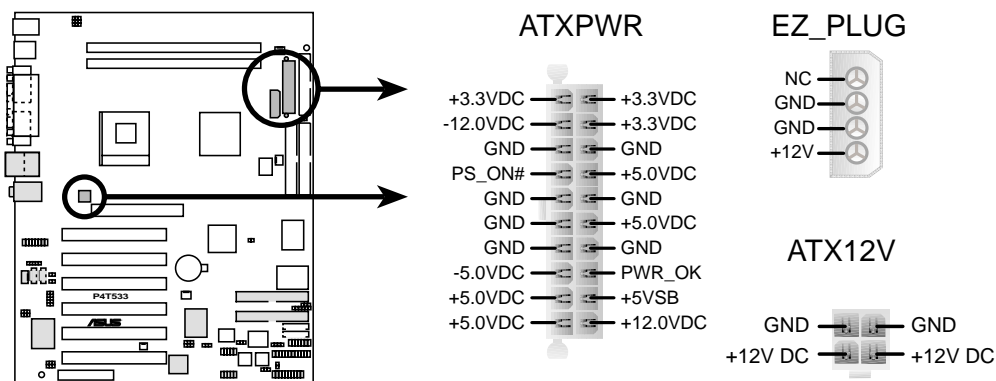 ATXPWR
EZ_PLUG
+3.3VDC +3.3VDC
-12.0VDC +3.3VDC
GND GND
PS_ON# +5.0VDC
GND GND
GND +5.0VDC
GND GND
-5.0VDC PWR_OK
+5.0VDC +5VSB
+5.0VDC +12.0VDC
NC
GND
GND
+12V
ATX12V
GND GND
+12V DC +12V DC
P4T533
ASUS